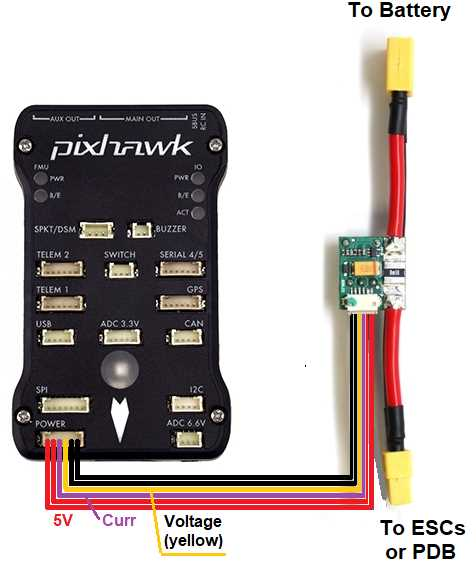 To Battery
AUX OUT
MAIN OUT
SBUS
RC IN
pixhawk
FMU
IO
PWR
PWR
B/E
B/E
ACT
SPKT/DSM
BUZZER
TELEM 2
SWITCH
SERIAL 4/5
TELEM 1
GPS
USB
ADC 3.3V
CAN
SPI
I2C
POWER
ADC 6.6V
5V
Curr
Voltage
(yellow)
To ESCs
or PDB